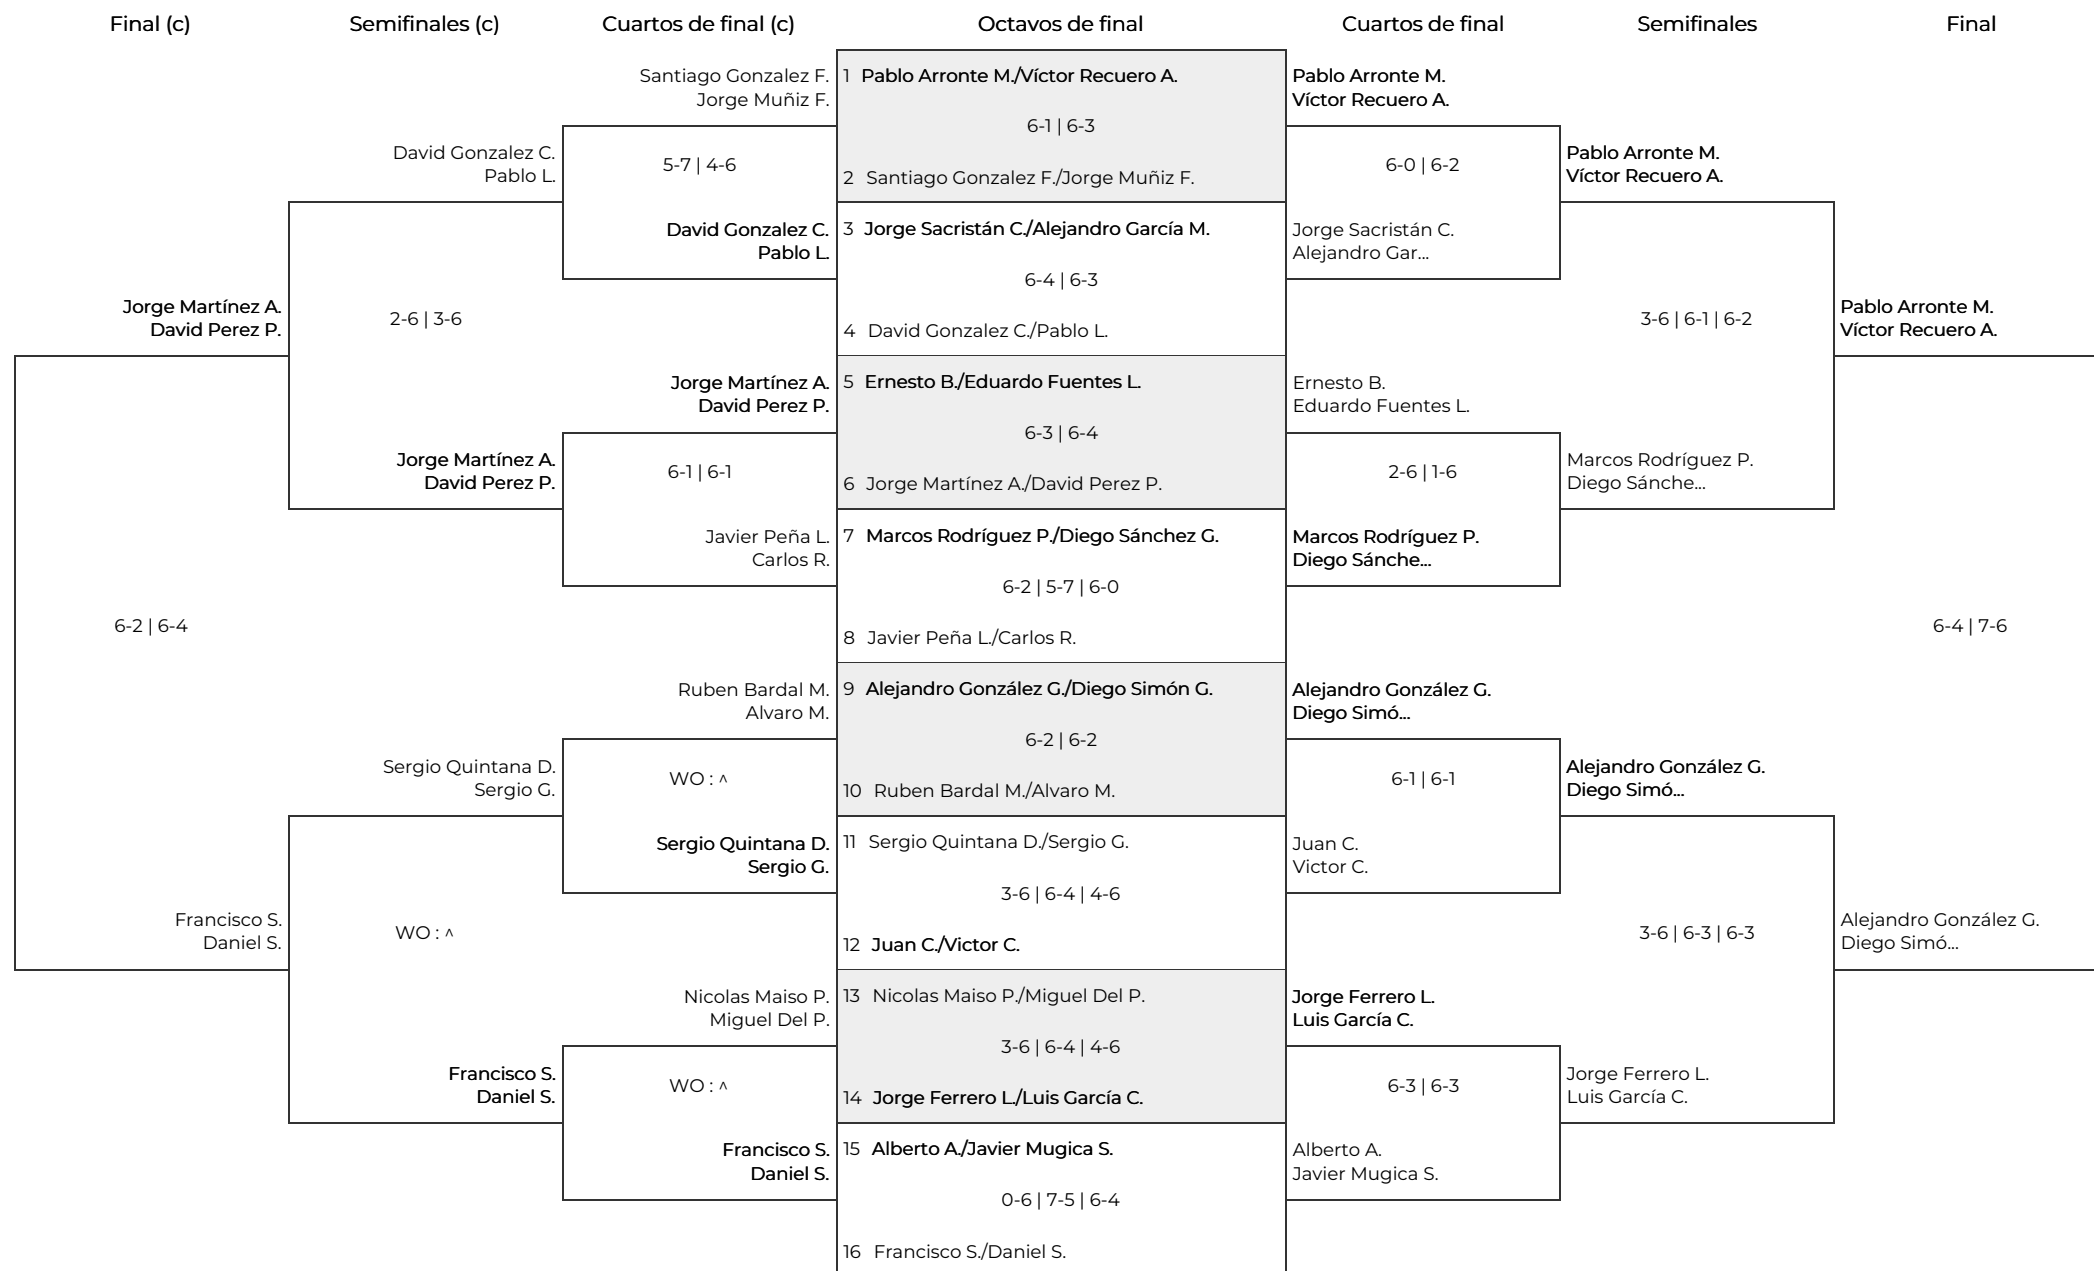 Final (c)
Semifinales (c)
Cuartos de final (c)
Octavos de final
Cuartos de final
Semifinales
Final
Jorge Martínez A.
David Perez P.
6-2 | 6-4
Francisco S.
Daniel S.
David Gonzalez C.
Pablo L.
2-6 | 3-6
Jorge Martínez A.
David Perez P.
Sergio Quintana D.
Sergio G.
WO : ^
Francisco S.
Daniel S.
Santiago Gonzalez F.
Jorge Muñiz F.
5-7 | 4-6
David Gonzalez C.
Pablo L.
Jorge Martínez A.
David Perez P.
6-1 | 6-1
Javier Peña L.
Carlos R.
Ruben Bardal M.
Alvaro M.
WO : ^
Sergio Quintana D.
Sergio G.
Nicolas Maiso P.
Miguel Del P.
WO : ^
Francisco S.
Daniel S.
1 Pablo Arronte M./Víctor Recuero A.
6-1 | 6-3
2 Santiago Gonzalez F./Jorge Muñiz F.
3 Jorge Sacristán C./Alejandro García M.
6-4 | 6-3
4 David Gonzalez C./Pablo L.
5 Ernesto B./Eduardo Fuentes L.
6-3 | 6-4
6 Jorge Martínez A./David Perez P.
7 Marcos Rodríguez P./Diego Sánchez G.
6-2 | 5-7 | 6-0
8 Javier Peña L./Carlos R.
9 Alejandro González G./Diego Simón G.
6-2 | 6-2
10 Ruben Bardal M./Alvaro M.
11 Sergio Quintana D./Sergio G.
3-6 | 6-4 | 4-6
12 Juan C./Victor C.
13 Nicolas Maiso P./Miguel Del P.
3-6 | 6-4 | 4-6
14 Jorge Ferrero L./Luis García C.
15 Alberto A./Javier Mugica S.
0-6 | 7-5 | 6-4
16 Francisco S./Daniel S.
Pablo Arronte M.
Víctor Recuero A.
6-0 | 6-2
Jorge Sacristán C.
Alejandro Gar...
Ernesto B.
Eduardo Fuentes L.
2-6 | 1-6
Marcos Rodríguez P.
Diego Sánche...
Alejandro González G.
Diego Simó...
6-1 | 6-1
Juan C.
Victor C.
Jorge Ferrero L.
Luis García C.
6-3 | 6-3
Alberto A.
Javier Mugica S.
Pablo Arronte M.
Víctor Recuero A.
3-6 | 6-1 | 6-2
Marcos Rodríguez P.
Diego Sánche...
Alejandro González G.
Diego Simó...
3-6 | 6-3 | 6-3
Jorge Ferrero L.
Luis García C.
Pablo Arronte M.
Víctor Recuero A.
6-4 | 7-6
Alejandro González G.
Diego Simó...